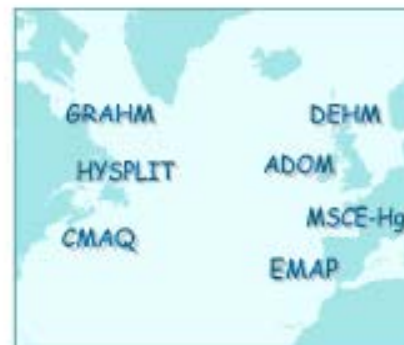 GRAHM
DEHM
HYSPLIT
ADOM
MSCE-Hg
CMAQ
EMAP